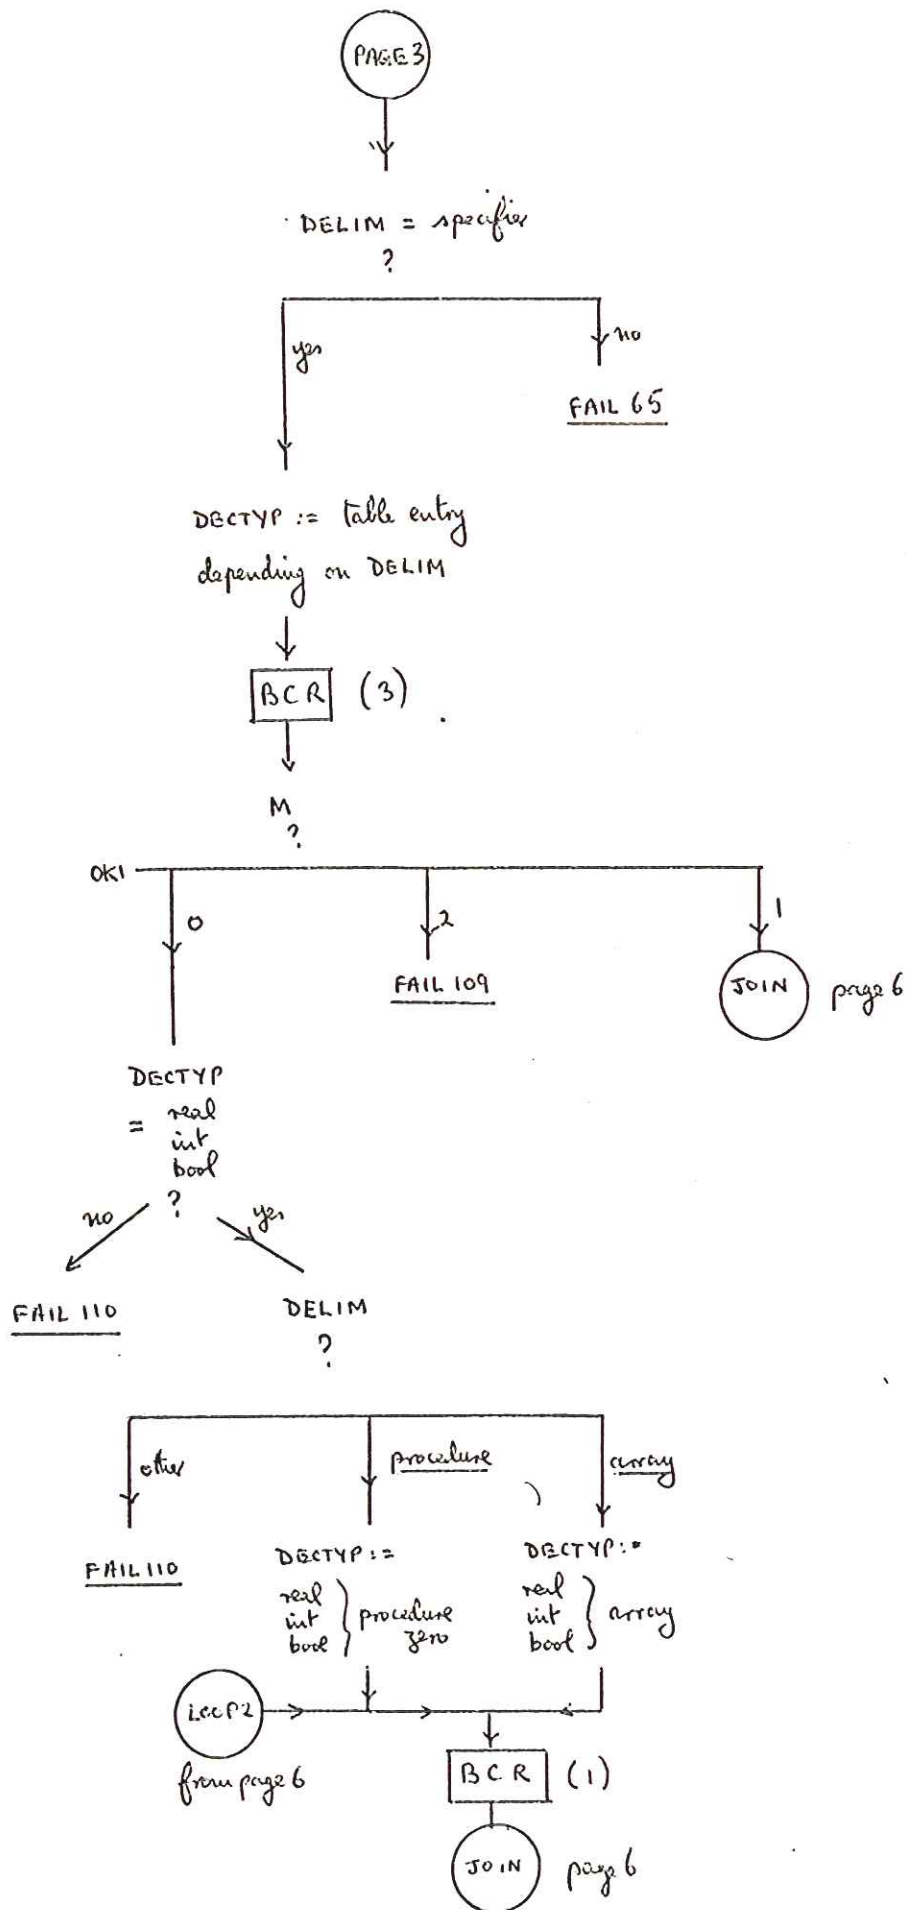 PAGE 3
DELIM = specifier
?
yes
no
FAIL 65
DECTYP := table entry
depending on DELIM
BCR (3)
M
?
OK1
0
2
1
FAIL 109
JOIN page 6
DECTYP
= real
int
bool
?
no
yes
FAIL 110
DELIM
?
other
procedure
array
FAIL 110
DECTYP :=
real
int
bool
procedure
zero
DECTYP :=
real
int
bool
array
LOOP2
from page 6
BCR (1)
JOIN page 6